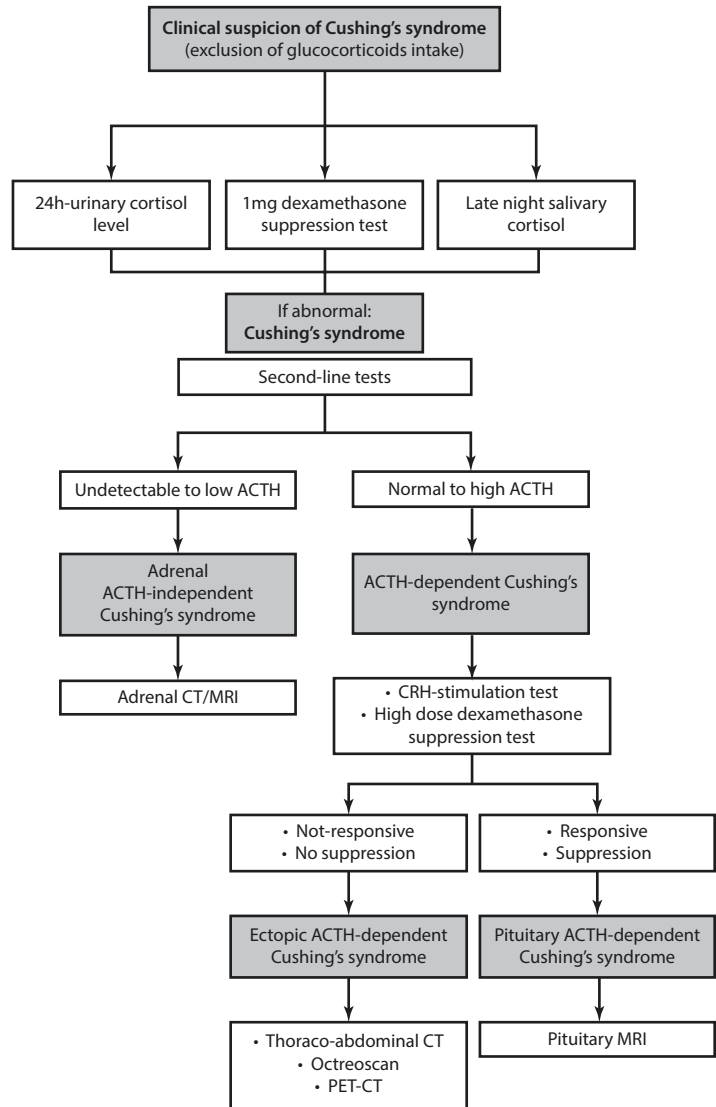 Clinical suspicion of Cushing's syndrome
(exclusion of glucocorticoids intake)
24h-urinary cortisol
level
1mg dexamethasone
suppression test
Late night salivary
cortisol
If abnormal:
Cushing's syndrome
Second-line tests
Undetectable to low ACTH
Normal to high ACTH
Adrenal
ACTH-independent
Cushing's syndrome
ACTH-dependent Cushing's
syndrome
Adrenal CT/MRI
• CRH-stimulation test
• High dose dexamethasone
suppression test
• Not-responsive
• No suppression
• Responsive
• Suppression
Ectopic ACTH-dependent
Cushing's syndrome
Pituitary ACTH-dependent
Cushing's syndrome
• Thoraco-abdominal CT
• Octreoscan
• PET-CT
Pituitary MRI